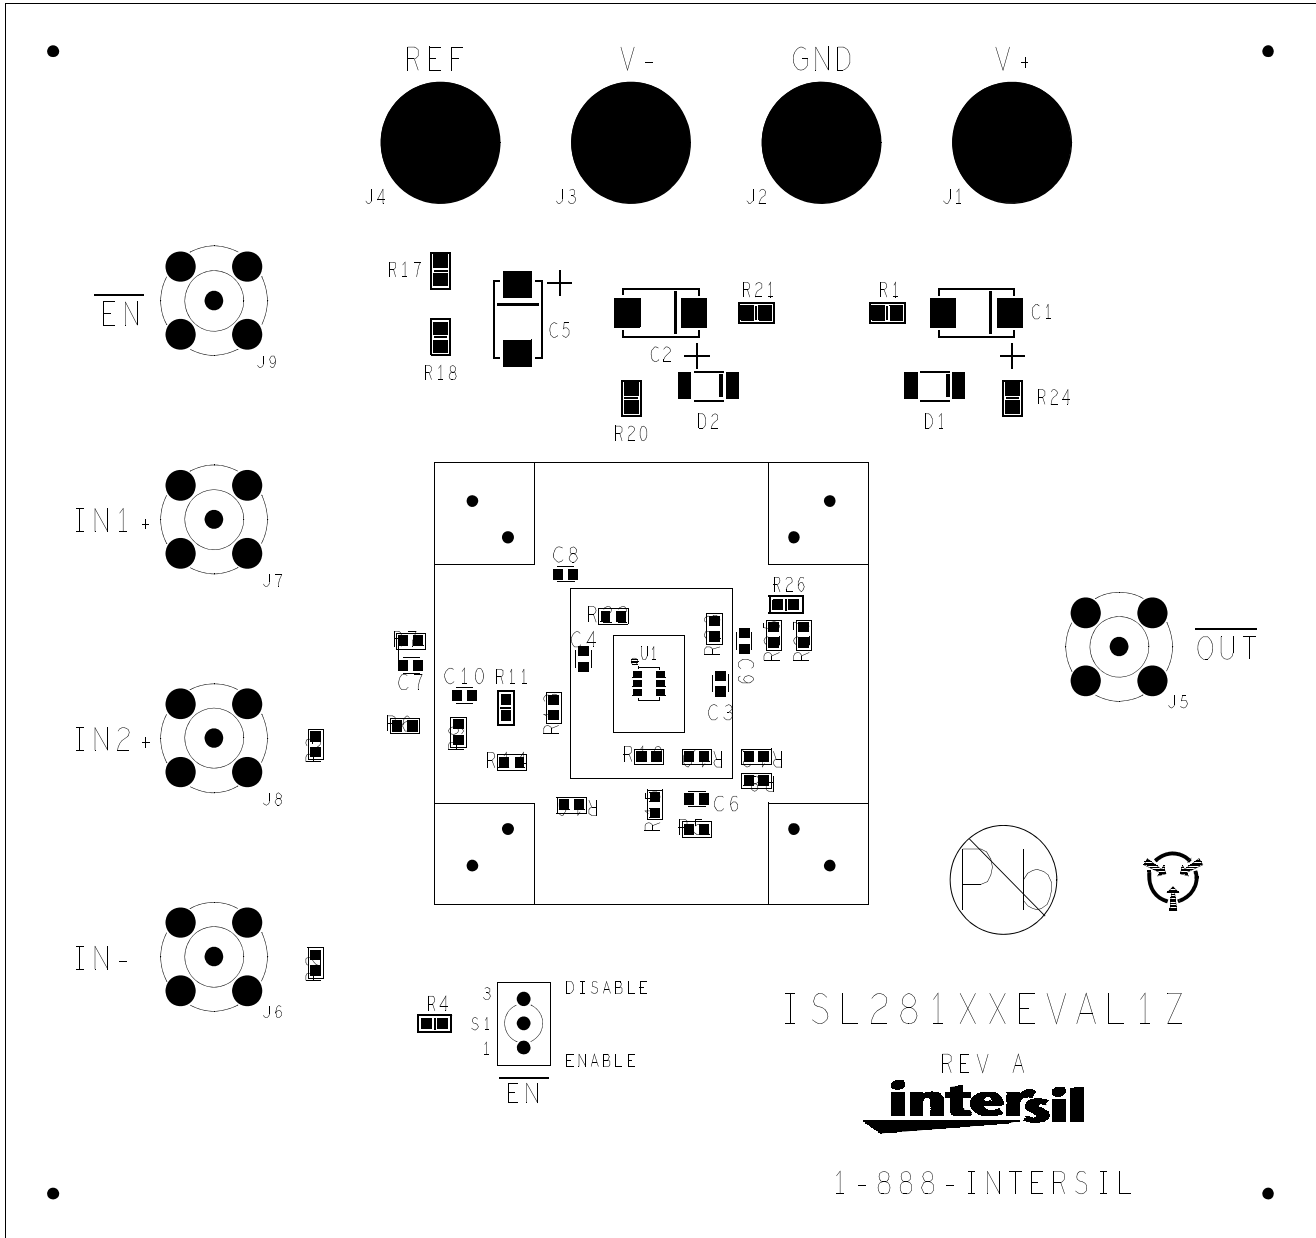 REF
V-
GND
V+
J4
J3
J2
J1
R17
R18
C5
C2
R21
R1
C1
R20
D2
D1
R24
EN
J9
IN1+
J7
C8
R26
C4
U1
C9
C7
C10
R11
C3
OUT
J5
IN2+
J8
C6
Pb
IN-
J6
R4
3
S1
1
DISABLE
ENABLE
EN
ISL281XXEVAL1Z
REV A
intersil
1-888-INTERSIL